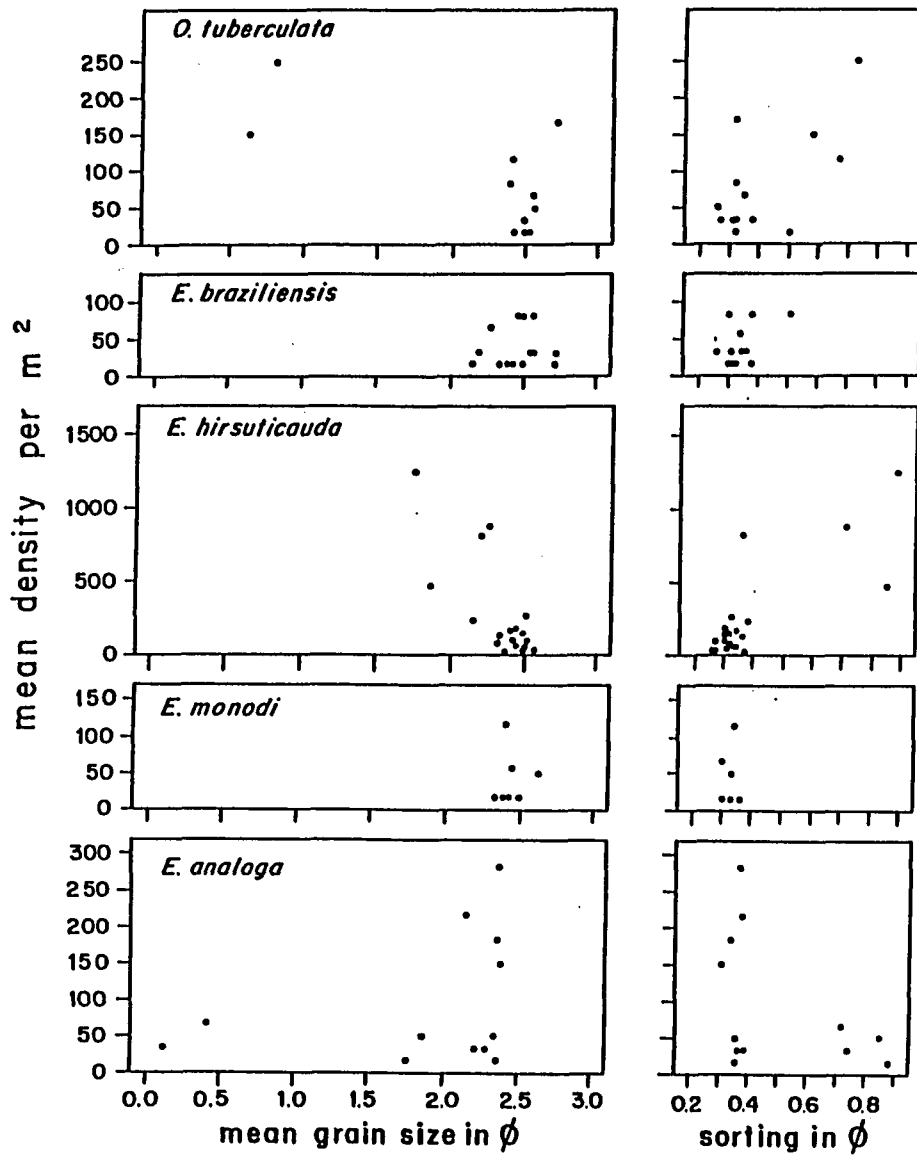 O. tuberculata
250
200
150
100
50
0
E. braziliensis
100
50
0
E. hirsuticauda
1500
1000
500
0
E. monodi
150
100
50
0
E. analoga
300
250
200
150
100
50
0
mean density per m²
0.0 0.5 1.0 1.5 2.0 2.5 3.0
mean grain size in ϕ
0.2 0.4 0.6 0.8
sorting in ϕ